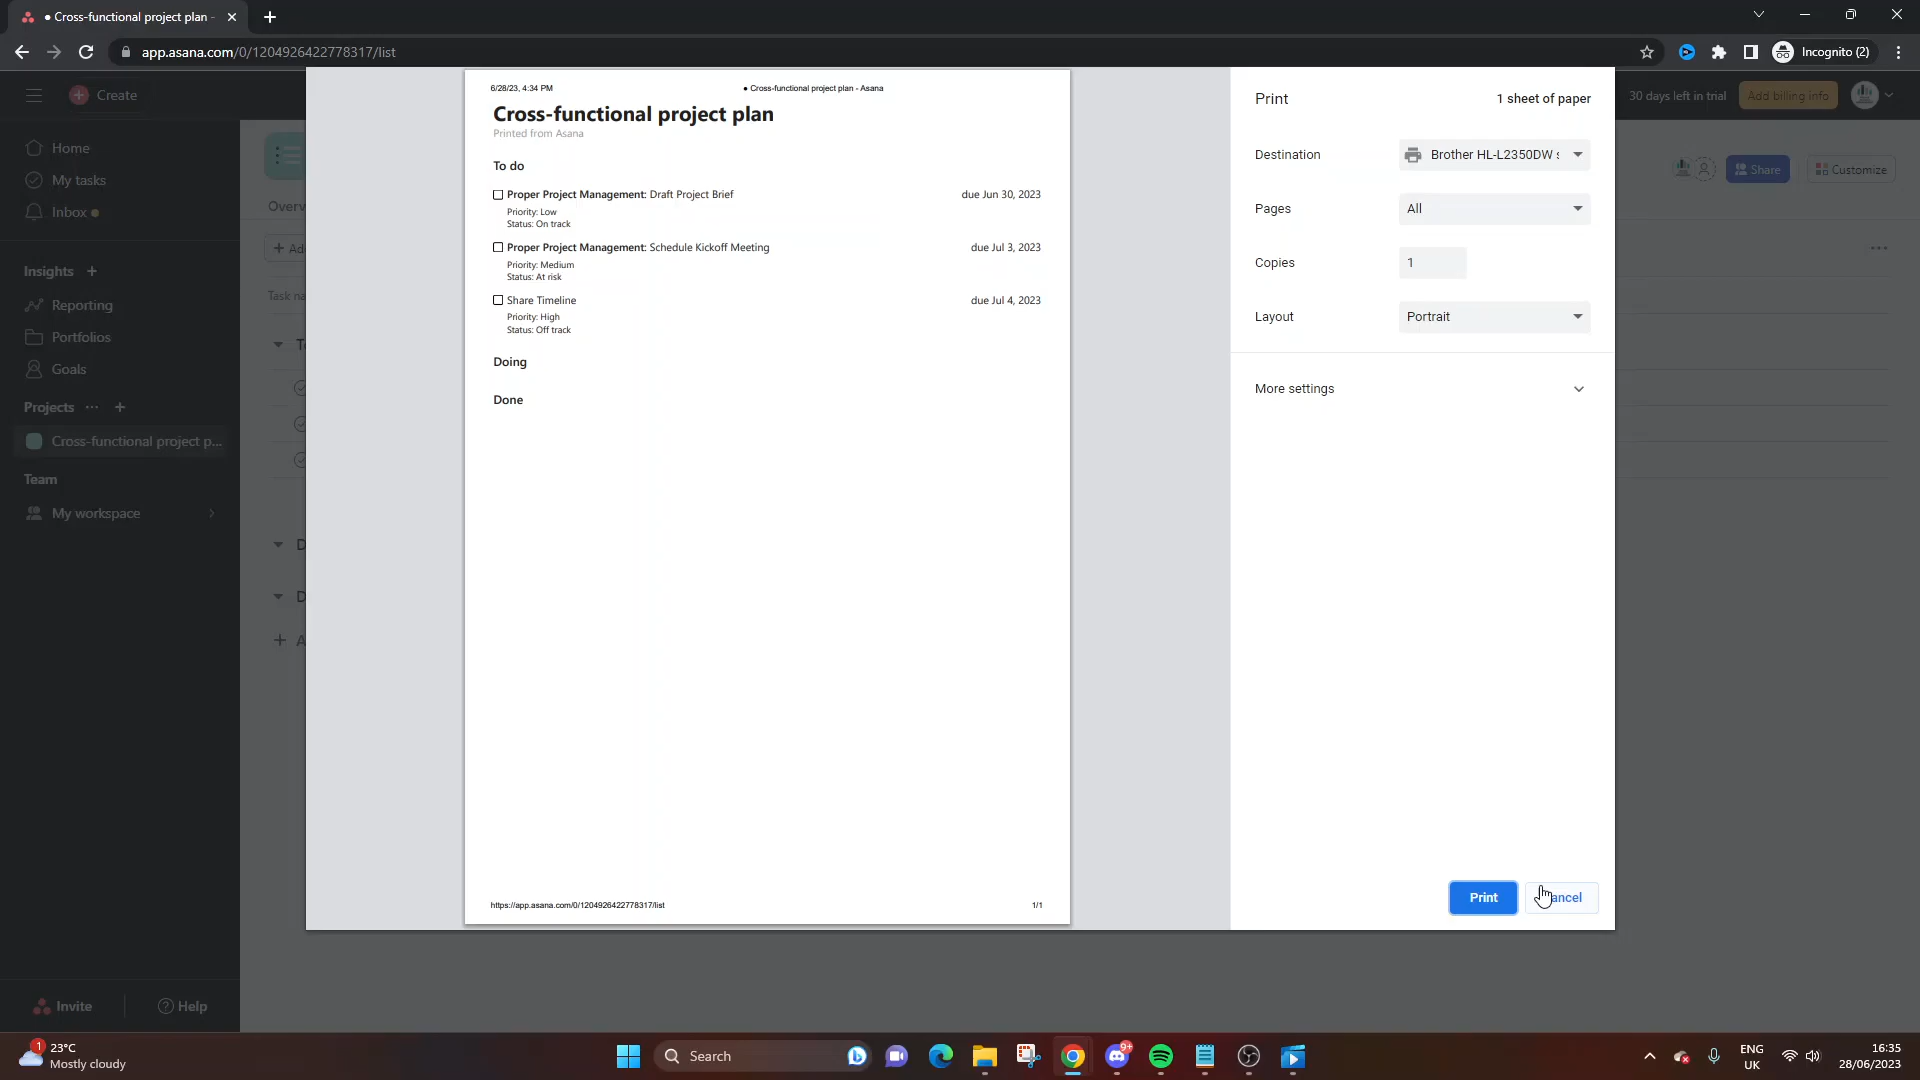 ● Cross-functional project plan -
app.asana.com/0/1204926422778317/list
Incognito (2)
Create
30 days left in trial
Add billing info
Home
My tasks
Inbox
Insights
Reporting
Portfolios
Goals
Projects
Cross-functional project p...
Team
My workspace
Invite
Help
Share
Customize
6/28/23, 4:34 PM
● Cross-functional project plan - Asana
Cross-functional project plan
Printed from Asana
To do
Proper Project Management: Draft Project Brief
due Jun 30, 2023
Priority: Low
Status: On track
Proper Project Management: Schedule Kickoff Meeting
due Jul 3, 2023
Priority: Medium
Status: At risk
Share Timeline
due Jul 4, 2023
Priority: High
Status: Off track
Doing
Done
https://app.asana.com/0/1204926422778317/list
1/1
Print
1 sheet of paper
Destination
Brother HL-L2350DW
Pages
All
Copies
1
Layout
Portrait
More settings
Print
ancel
1
23°C
Mostly cloudy
Search
9+
ENG
UK
16:35
28/06/2023